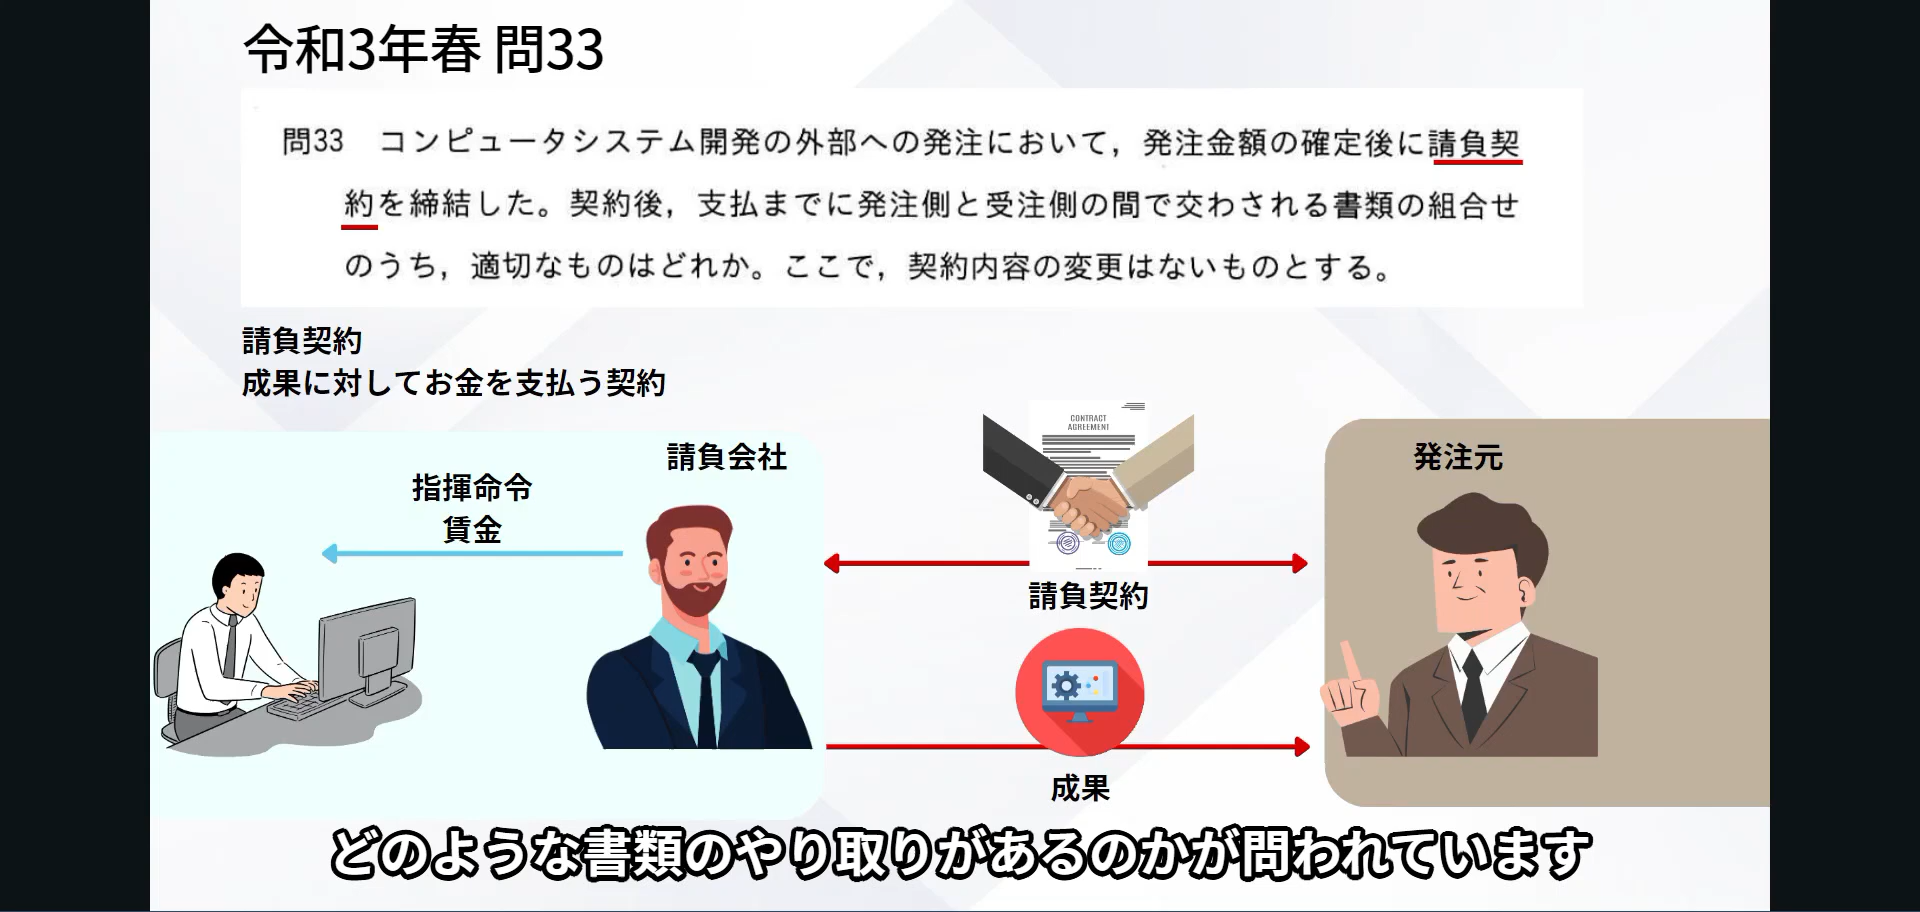 令和3年春 問33
問33　コンピュータシステム開発の外部への発注において，発注金額の確定後に請負契
約を締結した。契約後，支払までに発注側と受注側の間で交わされる書類の組合せ
のうち，適切なものはどれか。ここで，契約内容の変更はないものとする。
請負契約
成果に対してお金を支払う契約
請負会社
指揮命令
賃金
CONTRACT
AGREEMENT
請負契約
成果
発注元
どのような書類のやり取りがあるのかが問われています